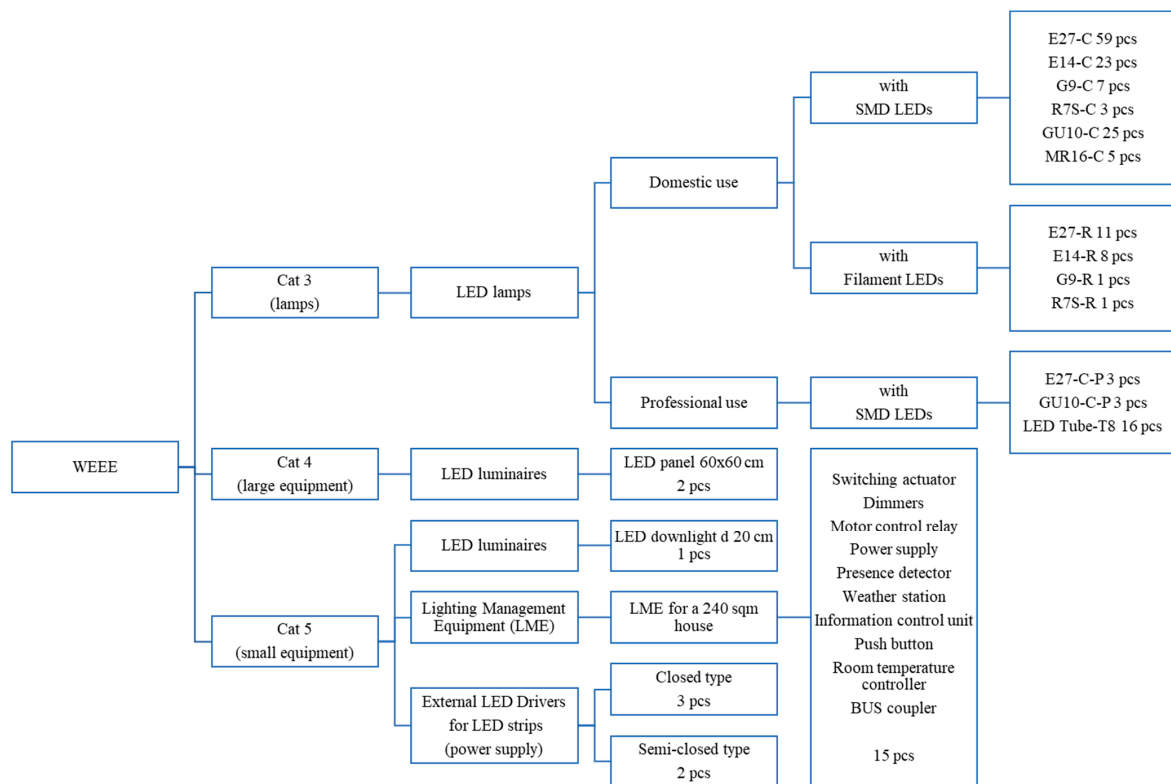 WEEE
Cat 3
(lamps)
LED lamps
Domestic use
with
SMD LEDs
E27-C 59 pcs
E14-C 23 pcs
G9-C 7 pcs
R7S-C 3 pcs
GU10-C 25 pcs
MR16-C 5 pcs
with
Filament LEDs
E27-R 11 pcs
E14-R 8 pcs
G9-R 1 pcs
R7S-R 1 pcs
Professional use
with
SMD LEDs
E27-C-P 3 pcs
GU10-C-P 3 pcs
LED Tube-T8 16 pcs
Cat 4
(large equipment)
LED luminaires
LED panel 60x60 cm
2 pcs
Cat 5
(small equipment)
LED luminaires
LED downlight d 20 cm
1 pcs
Lighting Management
Equipment (LME)
LME for a 240 sqm
house
Switching actuator
Dimmers
Motor control relay
Power supply
Presence detector
Weather station
Information control unit
Push button
Room temperature
controller
BUS coupler
15 pcs
External LED Drivers
for LED strips
(power supply)
Closed type
3 pcs
Semi-closed type
2 pcs